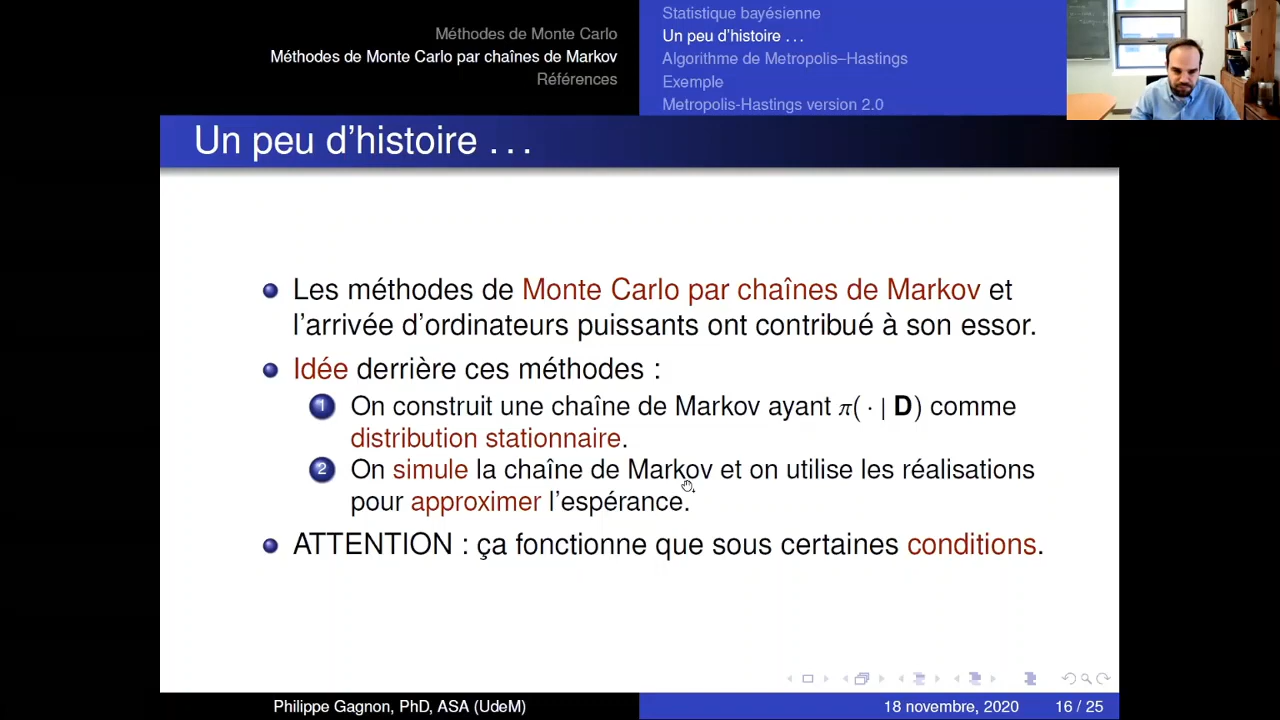 Méthodes de Monte Carlo
Méthodes de Monte Carlo par chaînes de Markov
Références
Statistique bayésienne
Un peu d'histoire . . .
Algorithme de Metropolis–Hastings
Exemple
Metropolis-Hastings version 2.0
Un peu d'histoire . . .
Les méthodes de Monte Carlo par chaînes de Markov et
l'arrivée d'ordinateurs puissants ont contribué à son essor.
Idée derrière ces méthodes :
1 On construit une chaîne de Markov ayant π( · | D) comme
distribution stationnaire.
2 On simule la chaîne de Markov et on utilise les réalisations
pour approximer l'espérance.
ATTENTION : ça fonctionne que sous certaines conditions.
Philippe Gagnon, PhD, ASA (UdeM)
18 novembre, 2020
16 / 25